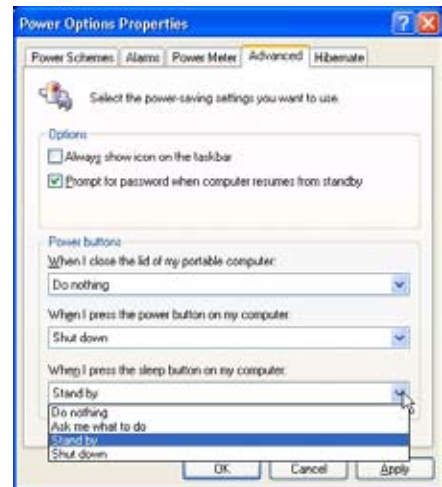 Power Options Properties
Power Schemes Alarms Power Meter Advanced Hibernate
Select the power-saving settings you want to use.
Options
Always show icon on the taskbar
Prompt for password when computer resumes from standby
Power buttons
When I close the lid of my portable computer:
Do nothing
When I press the power button on my computer:
Shut down
When I press the sleep button on my computer:
Stand by
Do nothing
Ask me what to do
Stand by
Shut down
OK Cancel Apply